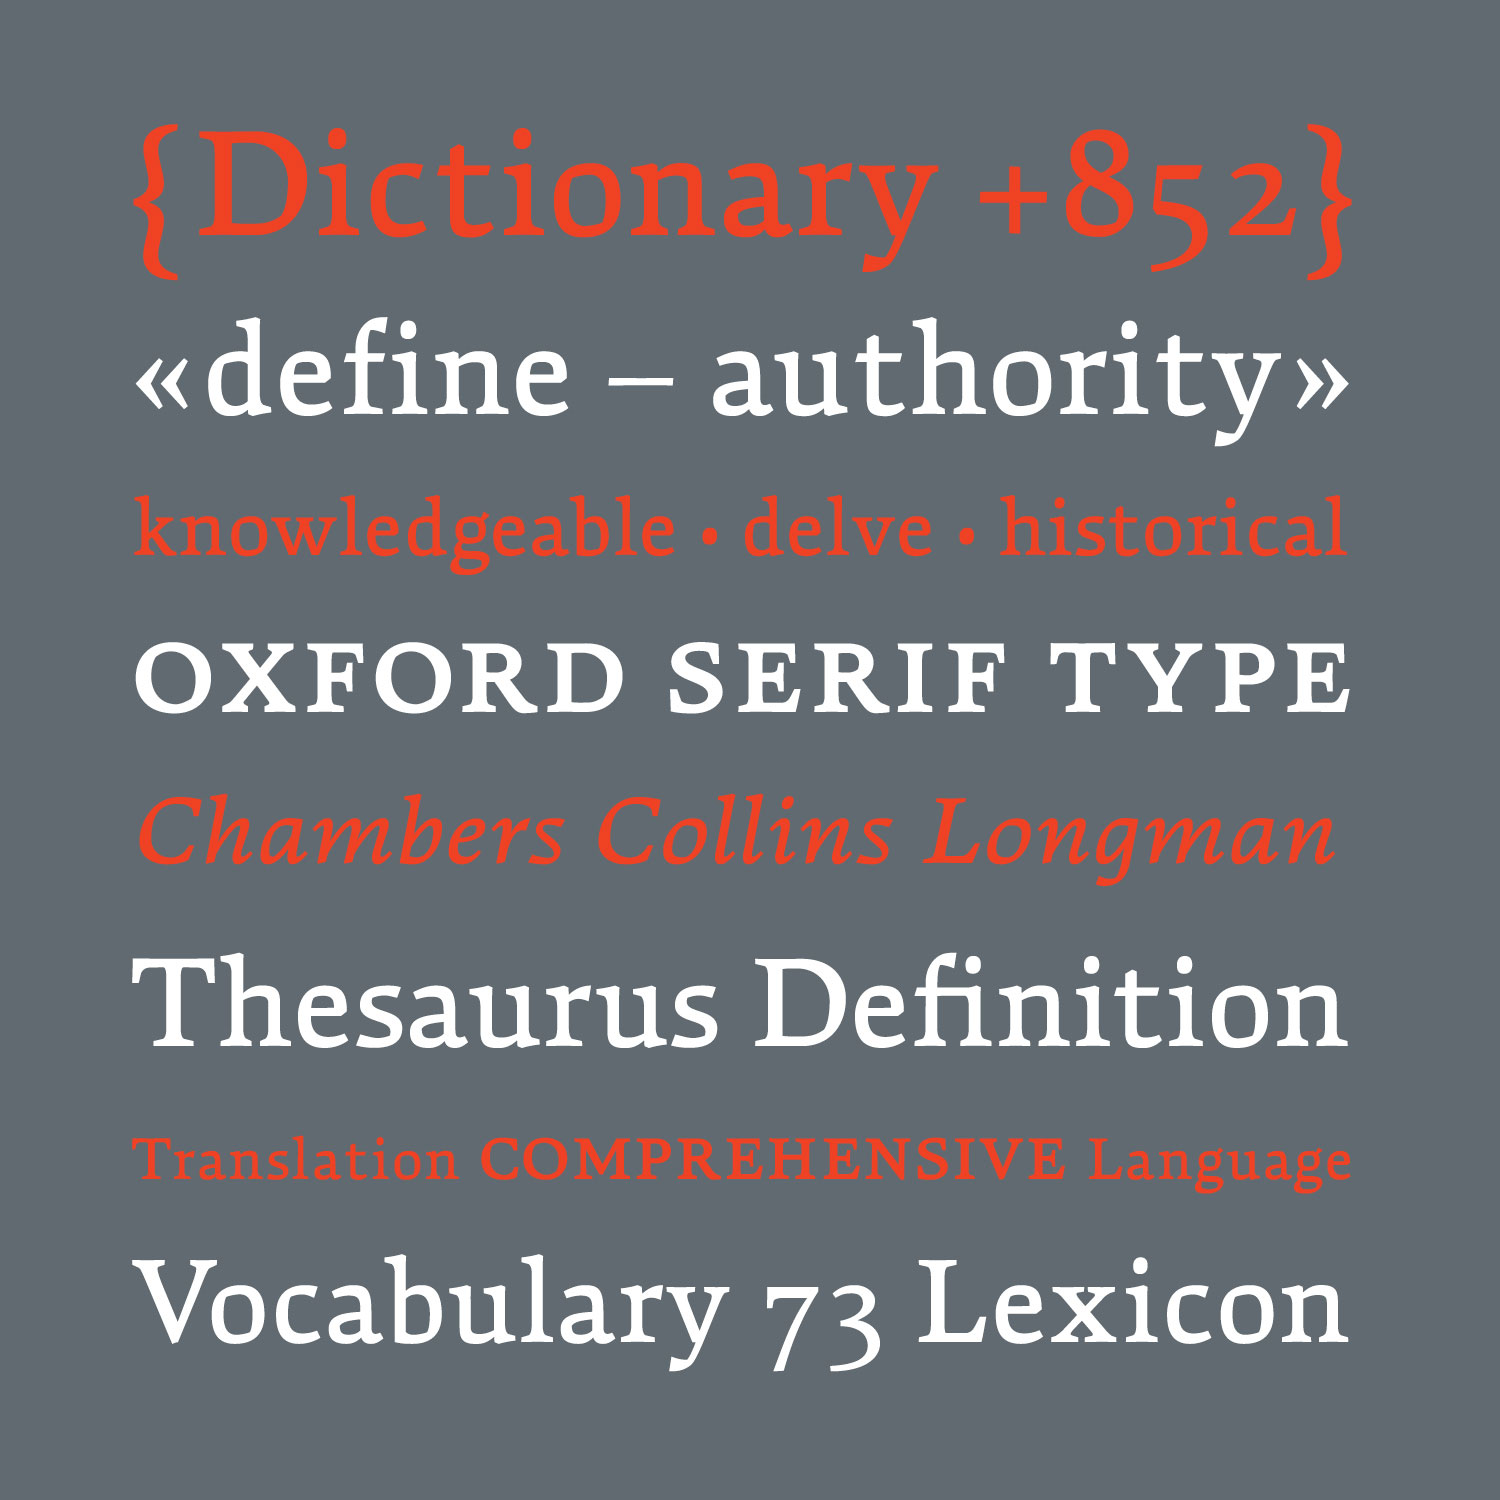 {Dictionary +852}
«define – authority»
knowledgeable • delve • historical
OXFORD SERIF TYPE
Chambers Collins Longman
Thesaurus Definition
Translation COMPREHENSIVE Language
Vocabulary 73 Lexicon